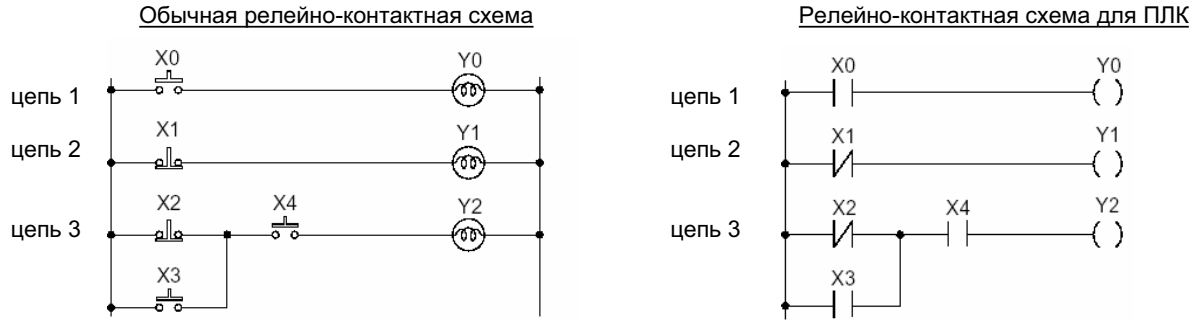 Обычная релейно-контактная схема
X0 Y0
цепь 1
X1 Y1
цепь 2
X2 X4 Y2
цепь 3
X3
Релейно-контактная схема для ПЛК
X0 Y0
цепь 1
X1 Y1
цепь 2
X2 X4 Y2
цепь 3
X3